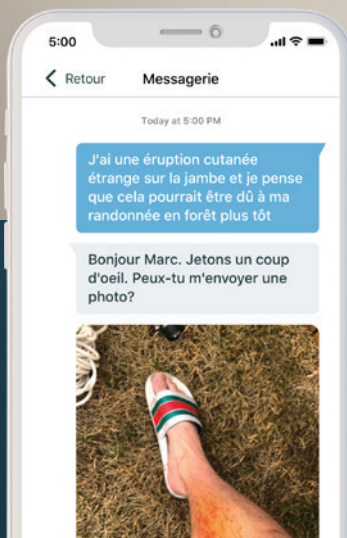 5:00
Retour Messagerie
Today at 5:00 PM
J'ai une éruption cutanée
étrange sur la jambe et je pense
que cela pourrait être dû à ma
randonnée en forêt plus tôt
Bonjour Marc. Jetons un coup
d'oeil. Peux-tu m'envoyer une
photo?